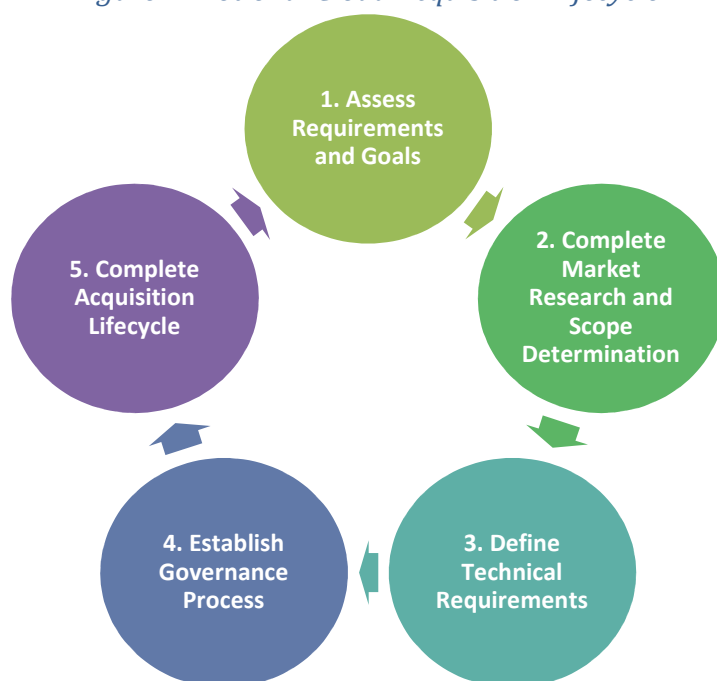 1. Assess
Requirements
and Goals
2. Complete
Market
Research and
Scope
Determination
3. Define
Technical
Requirements
4. Establish
Governance
Process
5. Complete
Acquisition
Lifecycle